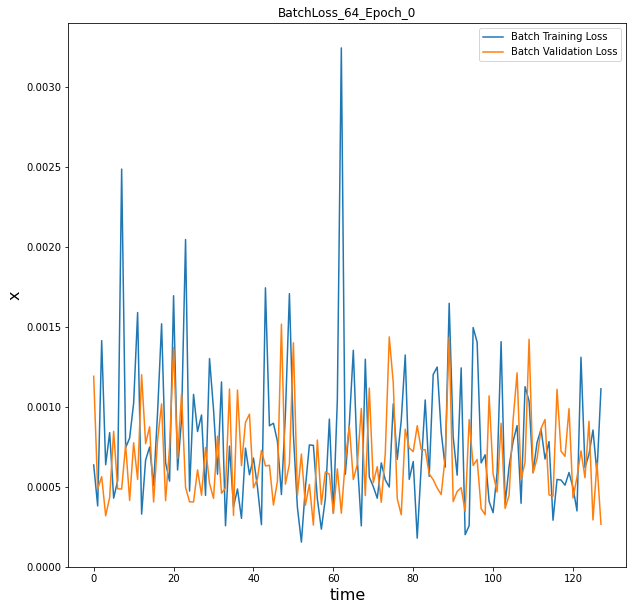 BatchLoss_64_Epoch_0
Batch Training Loss
Batch Validation Loss
0.0030
0.0025
0.0020
0.0015
0.0010
0.0005
0.0000
x
0
20
40
60
80
100
120
time